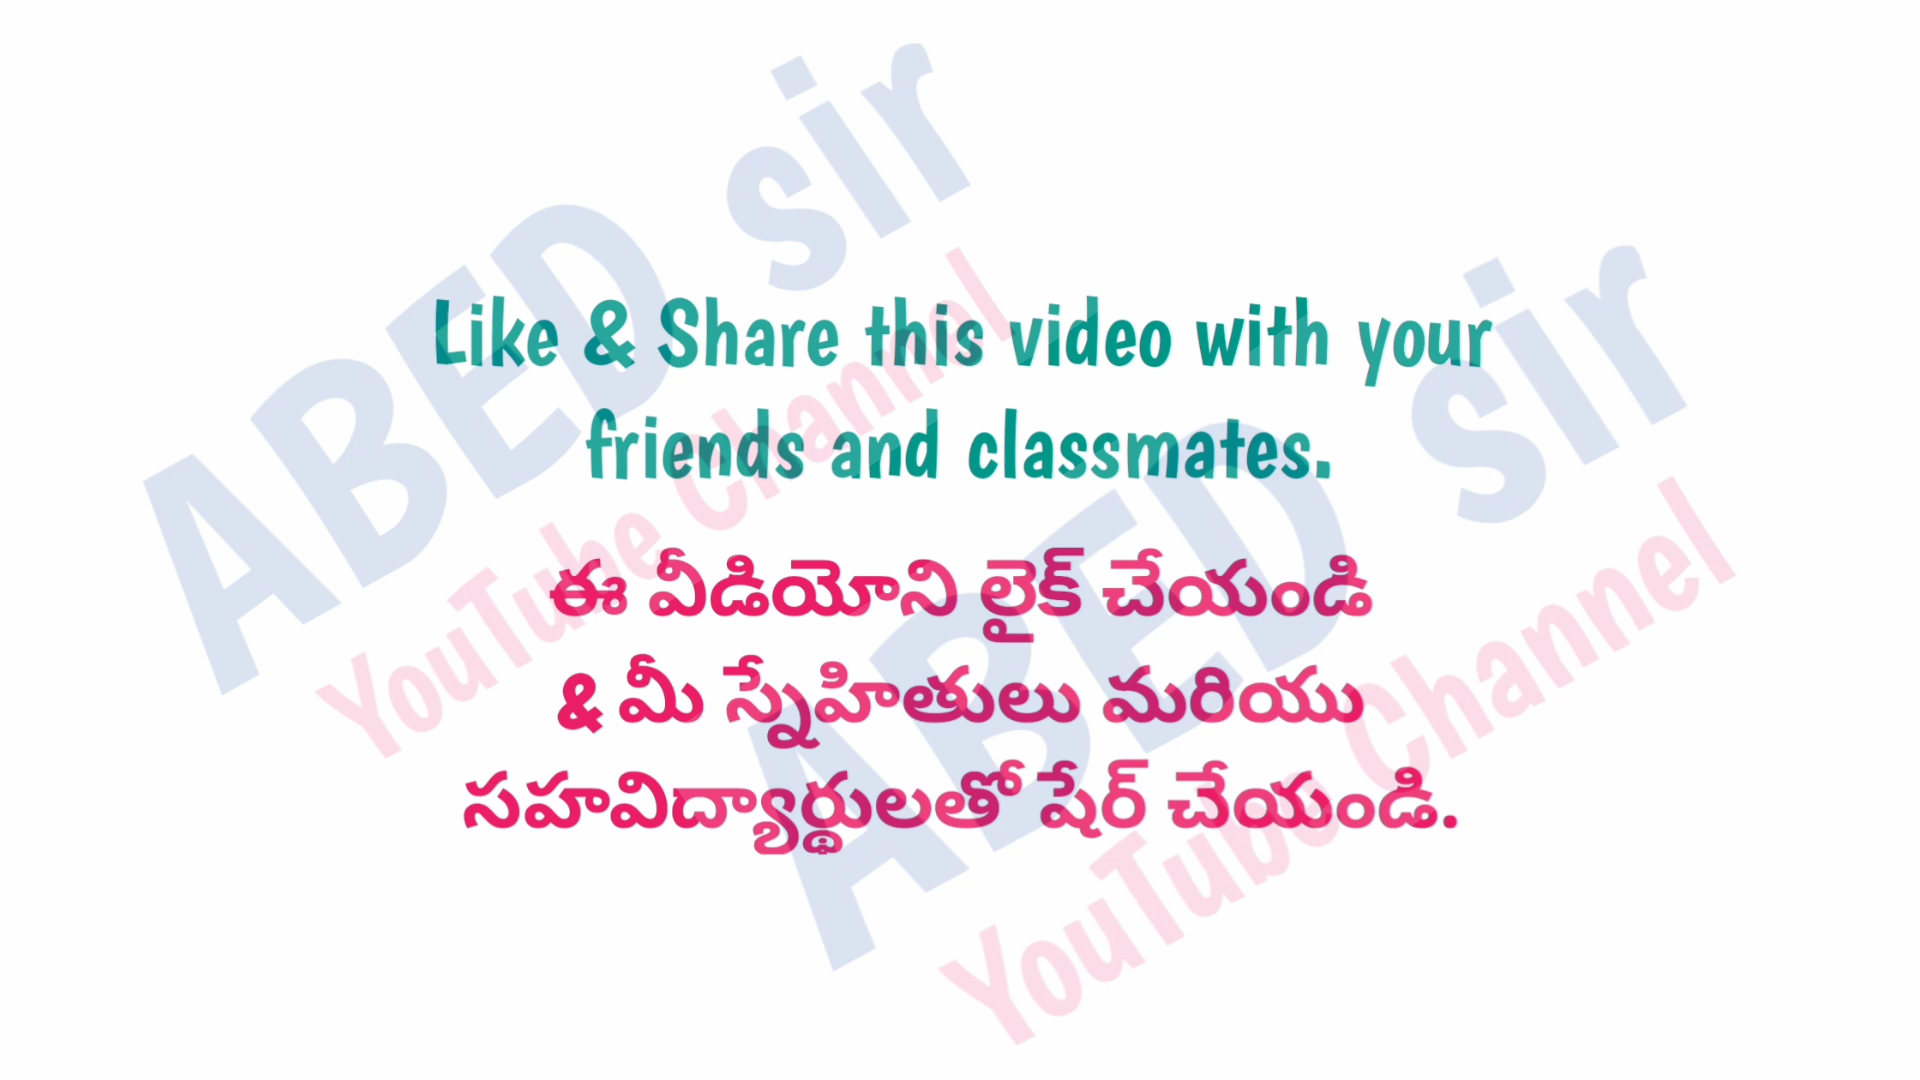 ABED sir
YouTube Channel
Like & Share this video with your
friends and classmates.
ఈ వీడియోని లైక్ చేయండి
& మీ స్నేహితులు మరియు
సహవిద్యార్థులతో షేర్ చేయండి.
ABED sir
YouTube Channel